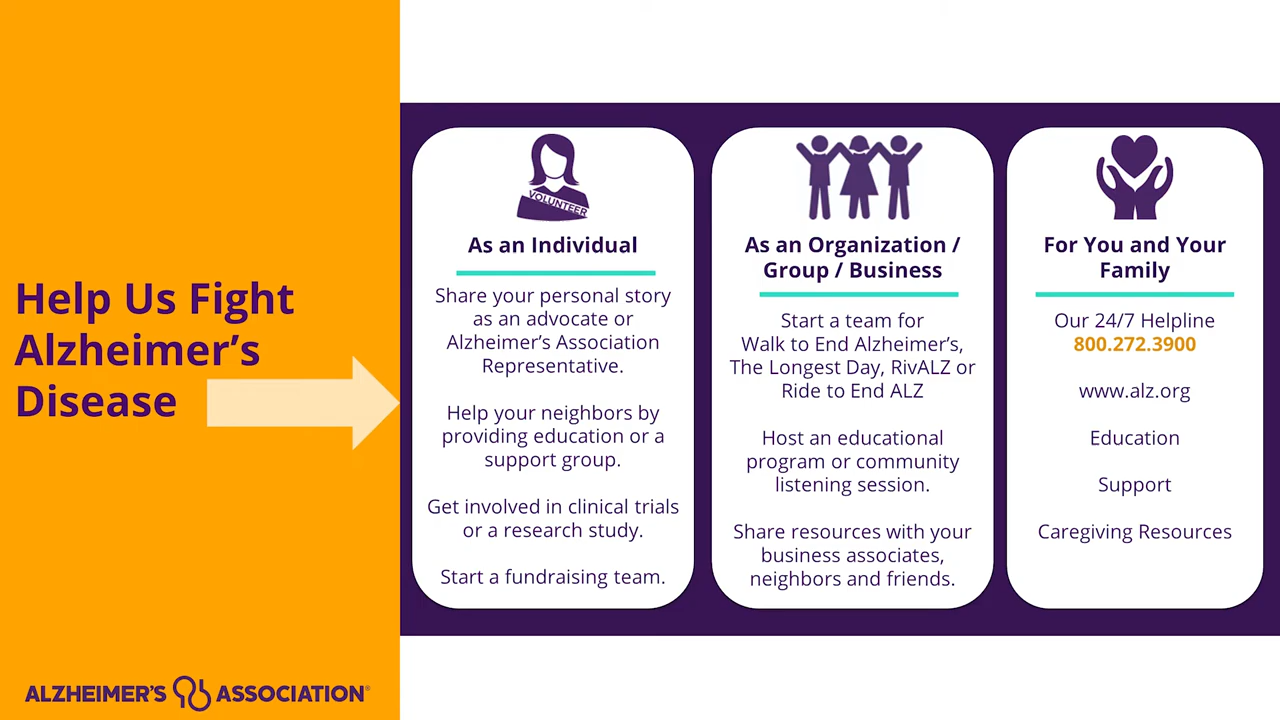 Help Us Fight
Alzheimer's
Disease
ALZHEIMER'S ASSOCIATION®
VOLUNTEER
As an Individual
Share your personal story
as an advocate or
Alzheimer's Association
Representative.
Help your neighbors by
providing education or a
support group.
Get involved in clinical trials
or a research study.
Start a fundraising team.
As an Organization /
Group / Business
Start a team for
Walk to End Alzheimer's,
The Longest Day, RivALZ or
Ride to End ALZ
Host an educational
program or community
listening session.
Share resources with your
business associates,
neighbors and friends.
For You and Your
Family
Our 24/7 Helpline
800.272.3900
www.alz.org
Education
Support
Caregiving Resources